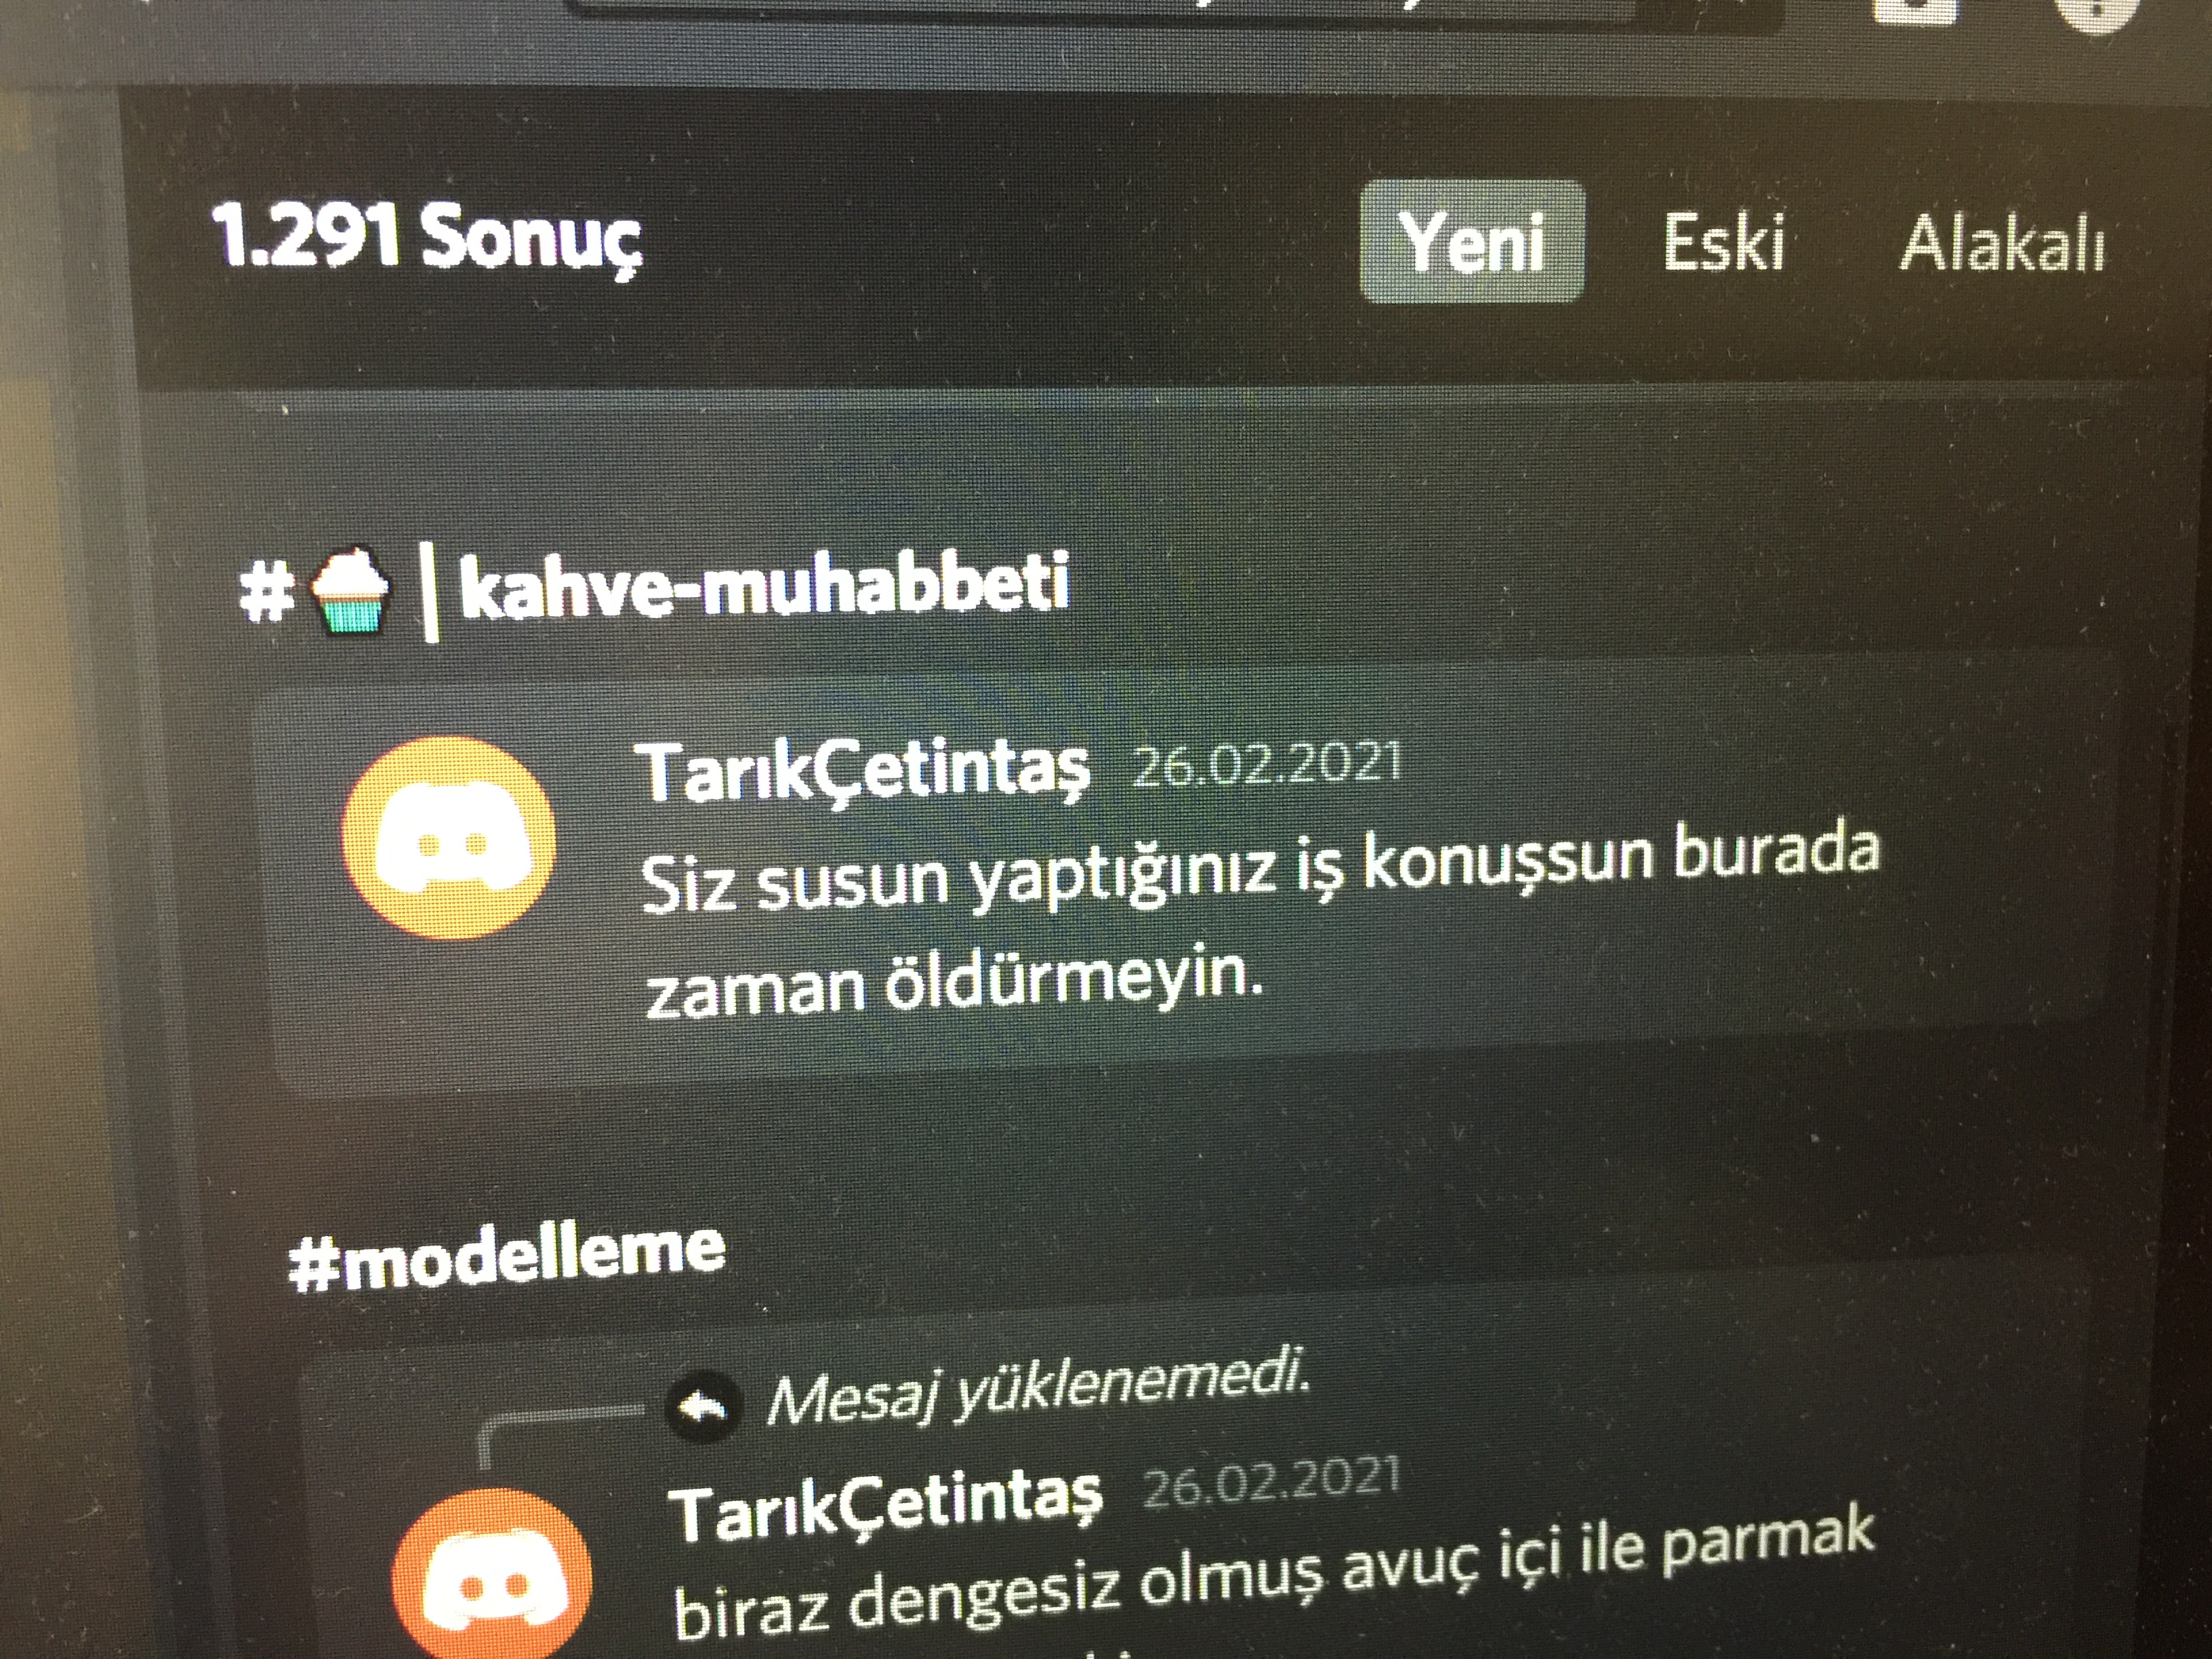 1.291 Sonuç
Yeni Eski Alakalı
# | kahve-muhabbeti
TarıkÇetintaş 26.02.2021
Siz susun yaptığınız iş konuşsun burada
zaman öldürmeyin.
#modelleme
Mesaj yüklenemedi.
TarıkÇetintaş 26.02.2021
biraz dengesiz olmuş avuç içi ile parmak